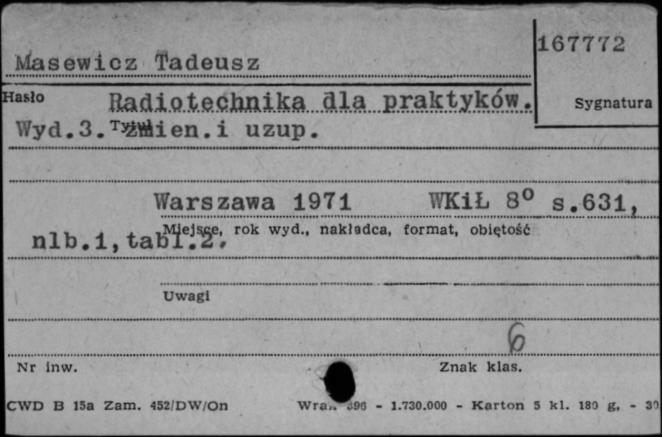 167772
Masewicz Tadeusz
Hasło
Radiotechnika dla praktyków.
Sygnatura
Wyd.3. Tytuł zmien.i uzup.
Warszawa 1971 WKiŁ 8° s.631,
Miejsce, rok wyd., nakładca, format, objętość
nlb.1,tabl.2.
Uwagi
6
Nr inw.
Znak klas.
CWD B 15a Zam. 452/DW/On 396 - 1.730.000 - Karton 5 kl. 180 g. - 30